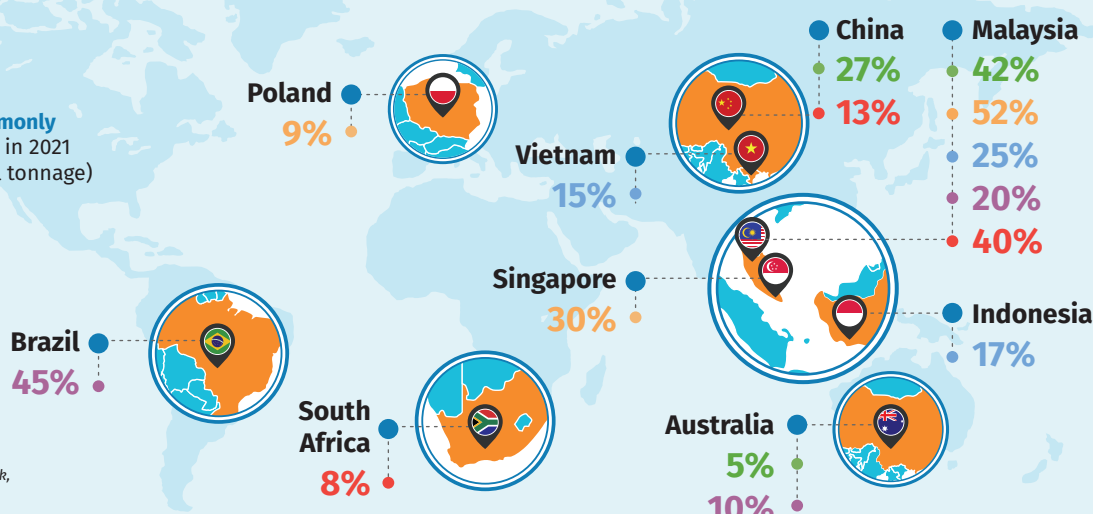 monly
in 2021
tonnage)
Poland
9%
Vietnam
15%
China
27%
13%
Malaysia
42%
52%
25%
20%
40%
Singapore
30%
Indonesia
17%
Brazil
45%
South
Africa
8%
Australia
5%
10%
k,